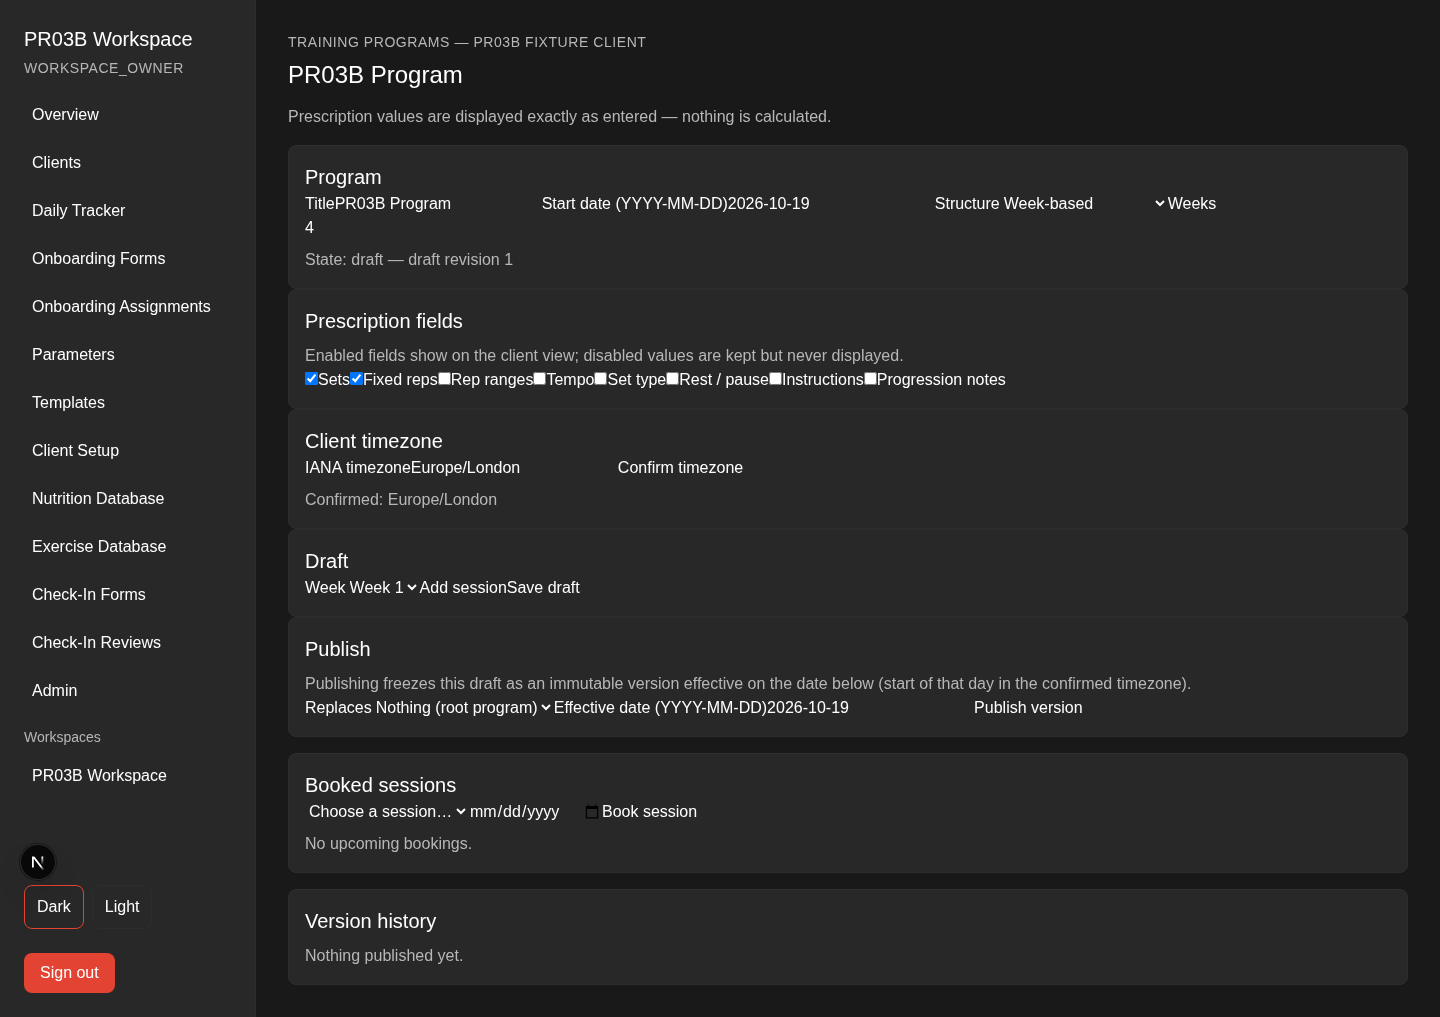 PR03B Workspace
WORKSPACE_OWNER
Overview
Clients
Daily Tracker
Onboarding Forms
Onboarding Assignments
Parameters
Templates
Client Setup
Nutrition Database
Exercise Database
Check-In Forms
Check-In Reviews
Admin
Workspaces
PR03B Workspace
N
Dark Light
Sign out
TRAINING PROGRAMS — PR03B FIXTURE CLIENT
PR03B Program
Prescription values are displayed exactly as entered — nothing is calculated.
Program
TitlePR03B Program Start date (YYYY-MM-DD)2026-10-19 Structure Week-based Weeks
4
State: draft — draft revision 1
Prescription fields
Enabled fields show on the client view; disabled values are kept but never displayed.
Sets Fixed reps Rep ranges Tempo Set type Rest / pause Instructions Progression notes
Client timezone
IANA timezoneEurope/London Confirm timezone
Confirmed: Europe/London
Draft
Week Week 1 Add sessionSave draft
Publish
Publishing freezes this draft as an immutable version effective on the date below (start of that day in the confirmed timezone).
Replaces Nothing (root program) Effective date (YYYY-MM-DD)2026-10-19 Publish version
Booked sessions
Choose a session… mm/dd/yyyy Book session
No upcoming bookings.
Version history
Nothing published yet.